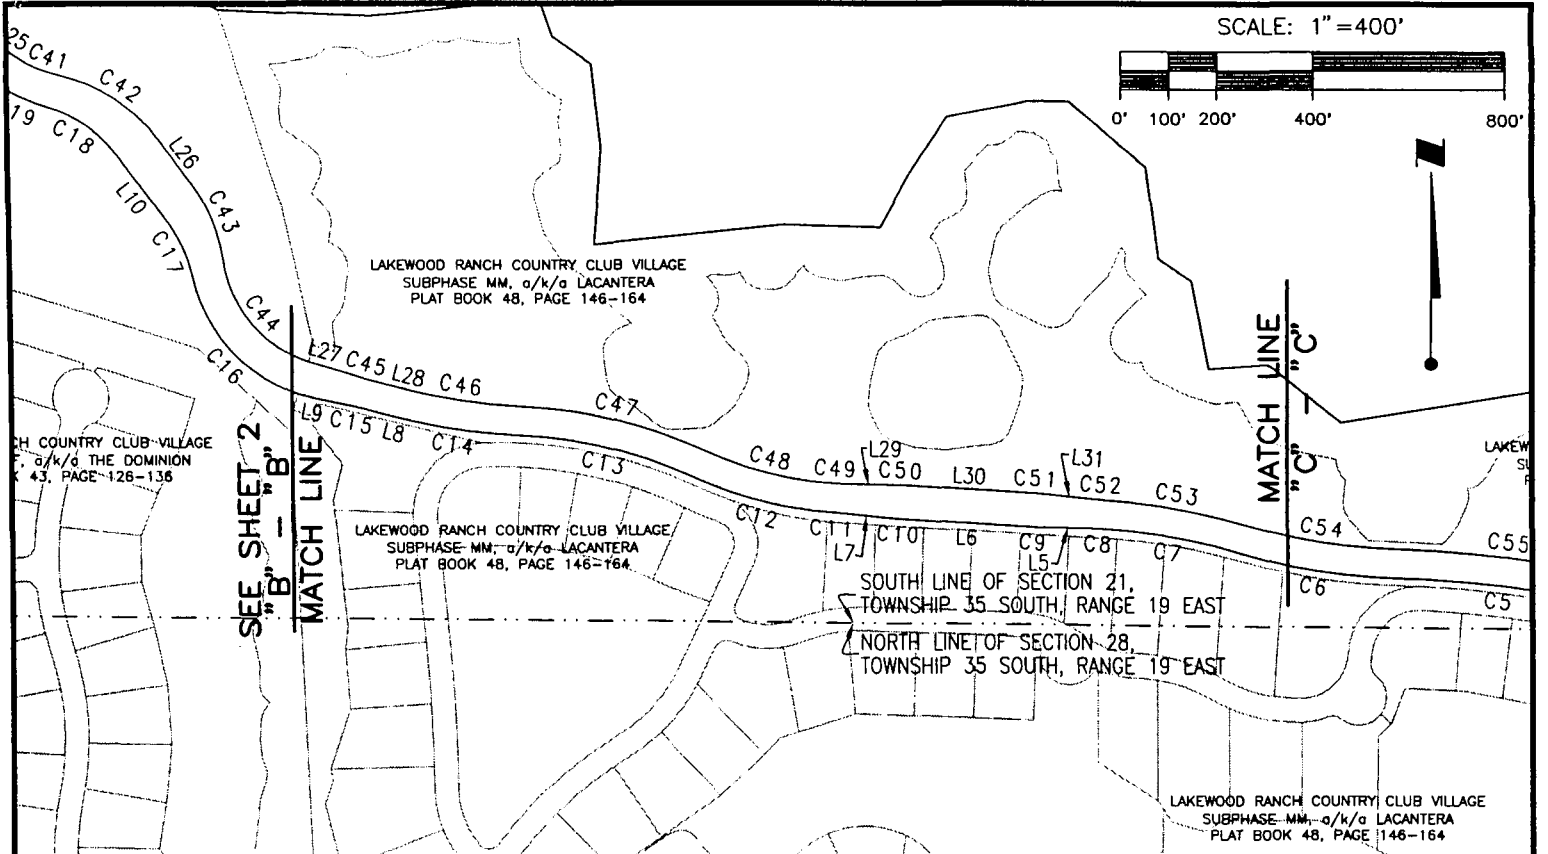 SCALE: 1"=400'
0' 100' 200' 400' 800'
25 C41 C42 L26 C43 C44
19 C18 L10 C17 C16
LAKEWOOD RANCH COUNTRY CLUB VILLAGE
SUBPHASE MM, a/k/a LACANTERA
PLAT BOOK 48, PAGE 146-164
L27 C45 L28 C46 C47 C48 C49 L29 C50 L30 C51 L31 C52 C53 C54 C55
L9 C15 L8 C14 C13 C12 C11 L7 C10 L6 C9 L5 C8 C7 C6 C5
SEE SHEET 2
"B" — "B"
MATCH LINE
MATCH LINE
"C" — "C"
CH COUNTRY CLUB VILLAGE
F, a/k/a THE DOMINION
K 43, PAGE 126-136
LAKEWOOD RANCH COUNTRY CLUB VILLAGE
SUBPHASE MM, a/k/a LACANTERA
PLAT BOOK 48, PAGE 146-164
LAKEW
SU
P
SOUTH LINE OF SECTION 21,
TOWNSHIP 35 SOUTH, RANGE 19 EAST
NORTH LINE OF SECTION 28,
TOWNSHIP 35 SOUTH, RANGE 19 EAST
LAKEWOOD RANCH COUNTRY CLUB VILLAGE
SUBPHASE MM, a/k/a LACANTERA
PLAT BOOK 48, PAGE 146-164
N